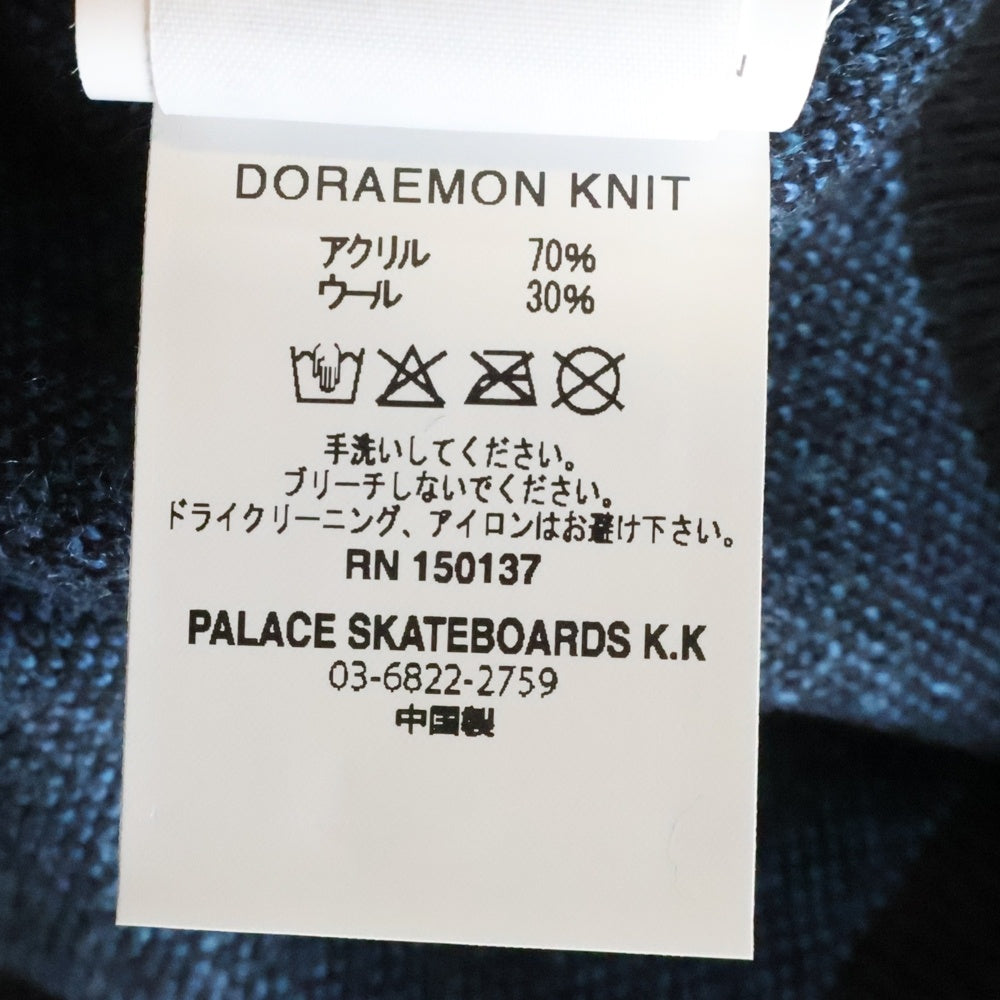 DORAEMON KNIT
アクリル 70%
ウール 30%
手洗いしてください。
ブリーチしないでください。
ドライクリーニング、アイロンはお避け下さい。
RN 150137
PALACE SKATEBOARDS K.K
03-6822-2759
中国製